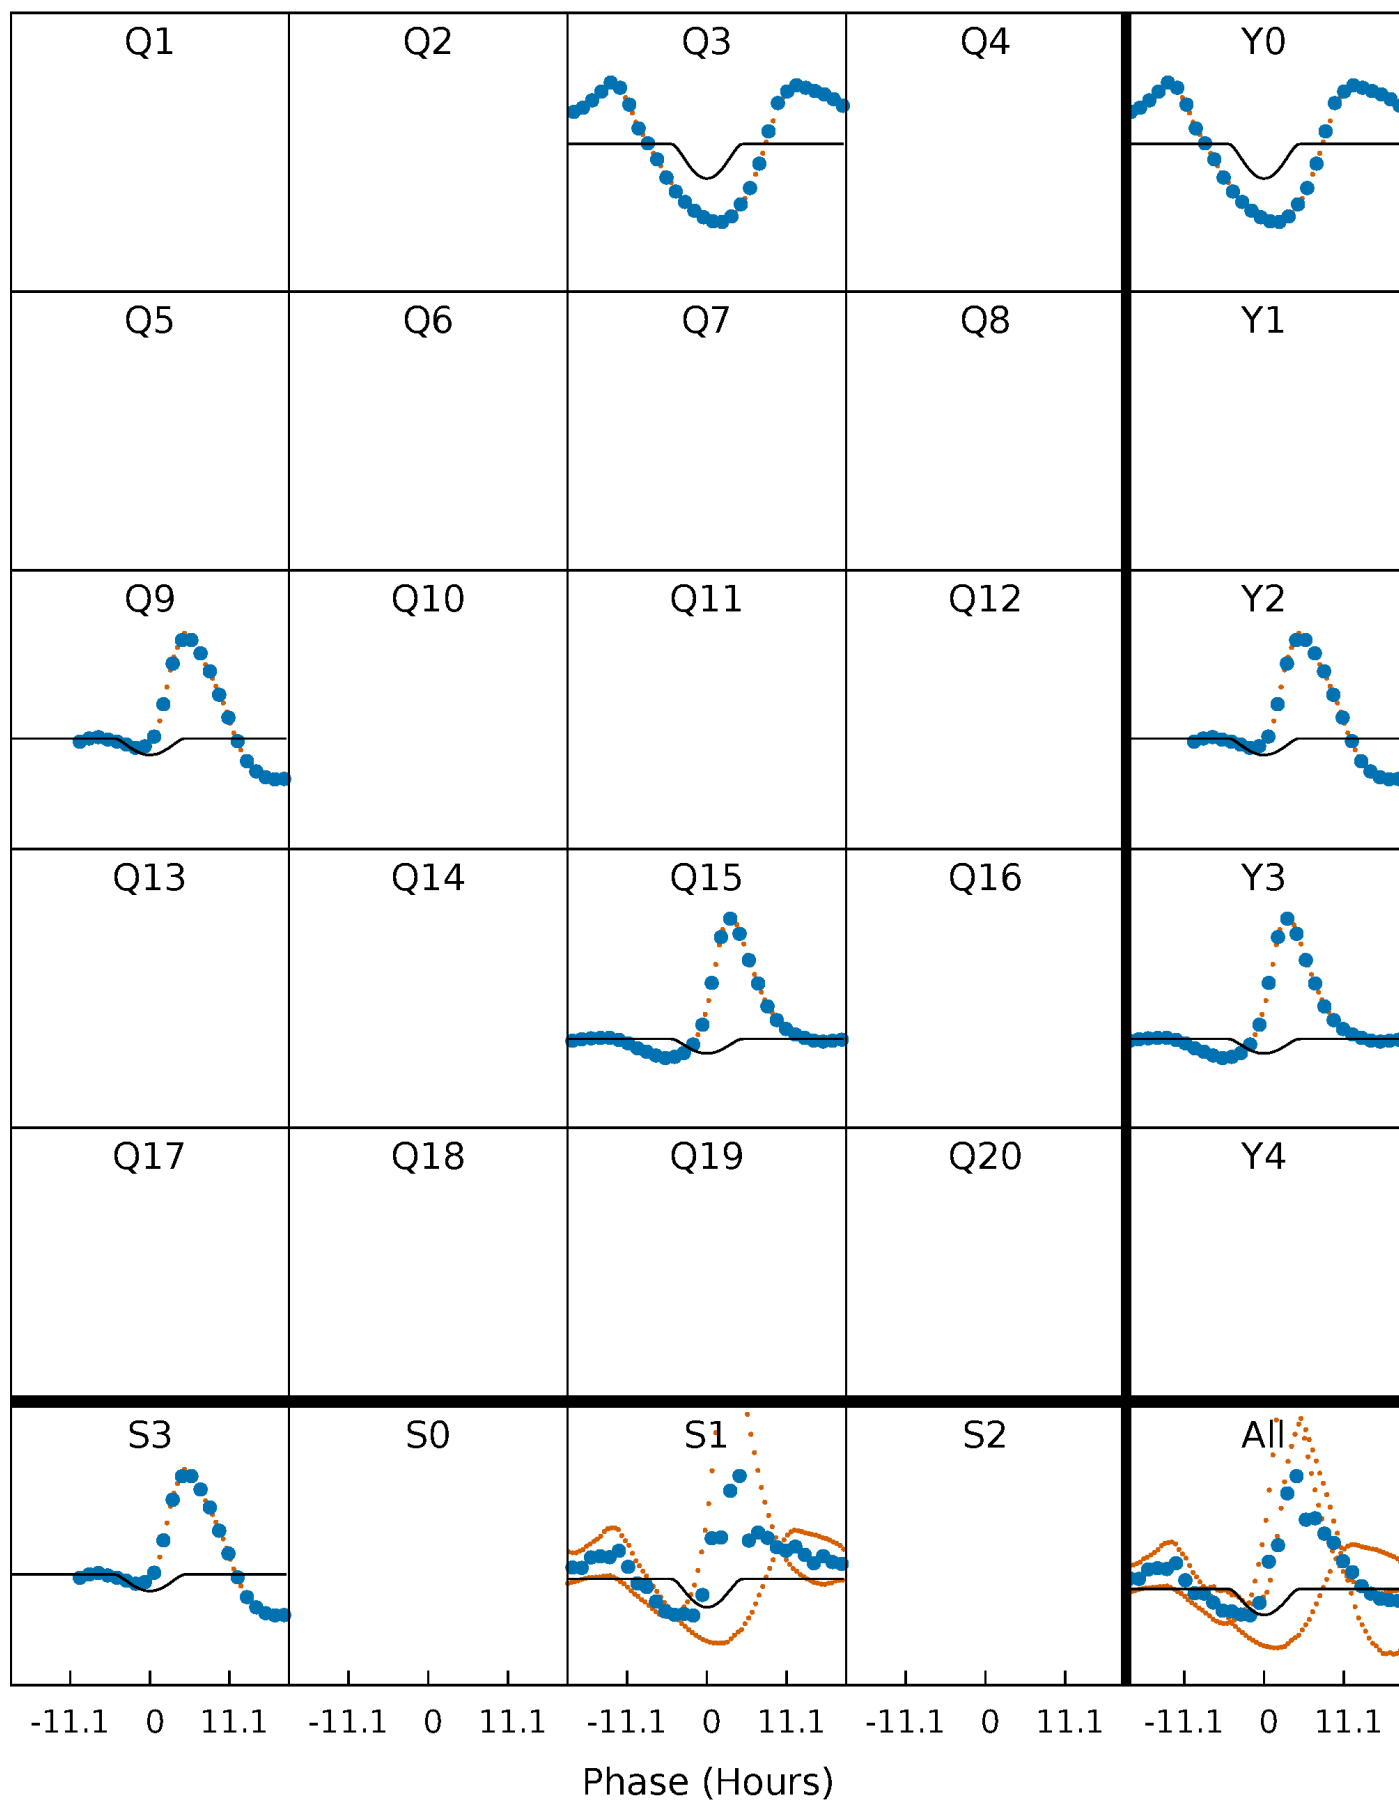 Q1 Q2 Q3 Q4 Y0
Q5 Q6 Q7 Q8 Y1
Q9 Q10 Q11 Q12 Y2
Q13 Q14 Q15 Q16 Y3
Q17 Q18 Q19 Q20 Y4
S3 S0 S1 S2 All
-11.1 0 11.1 -11.1 0 11.1 -11.1 0 11.1 -11.1 0 11.1 -11.1 0 11.1
Phase (Hours)